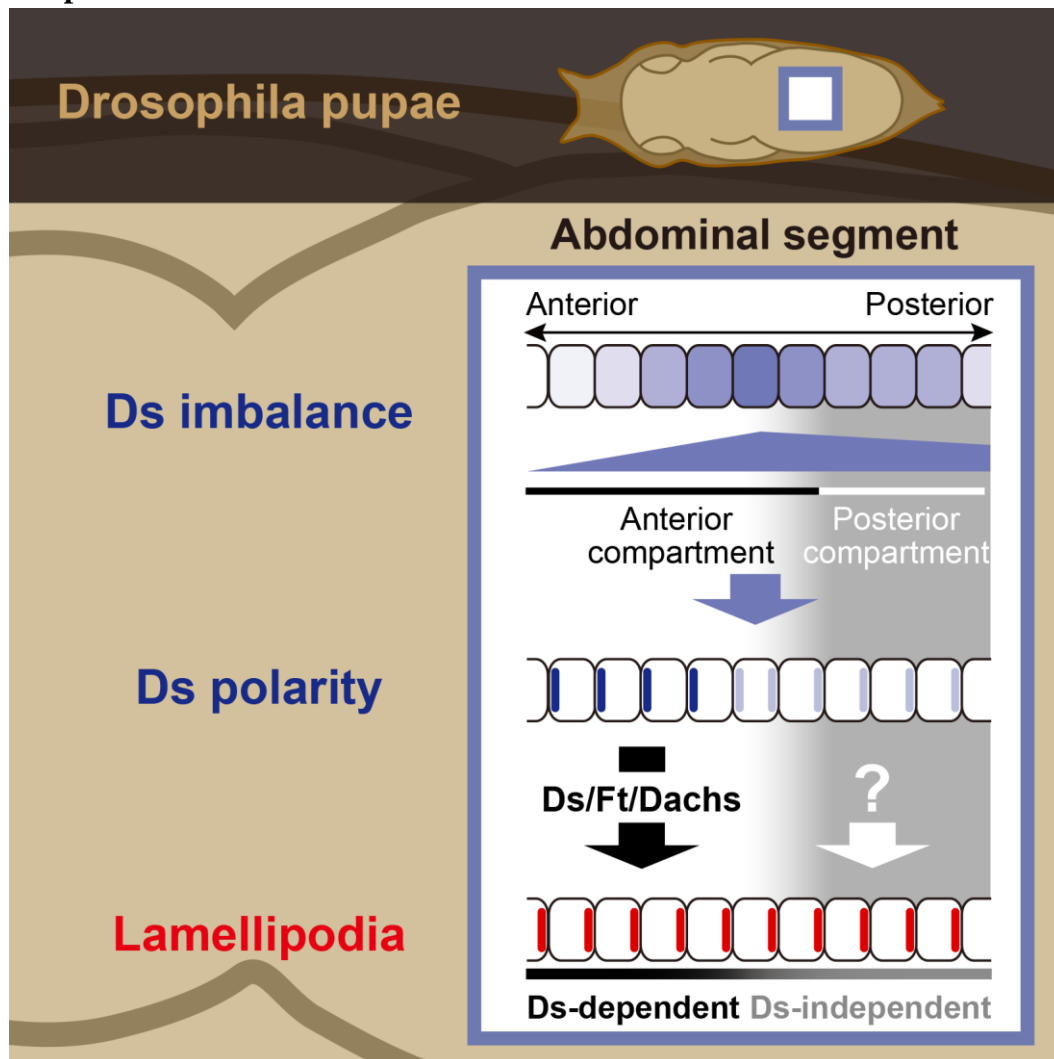 Drosophila pupae
Abdominal segment
Anterior Posterior
Ds imbalance
Anterior
compartment
Posterior
compartment
Ds polarity
Ds/Ft/Dachs
?
Lamellipodia
Ds-dependent Ds-independent